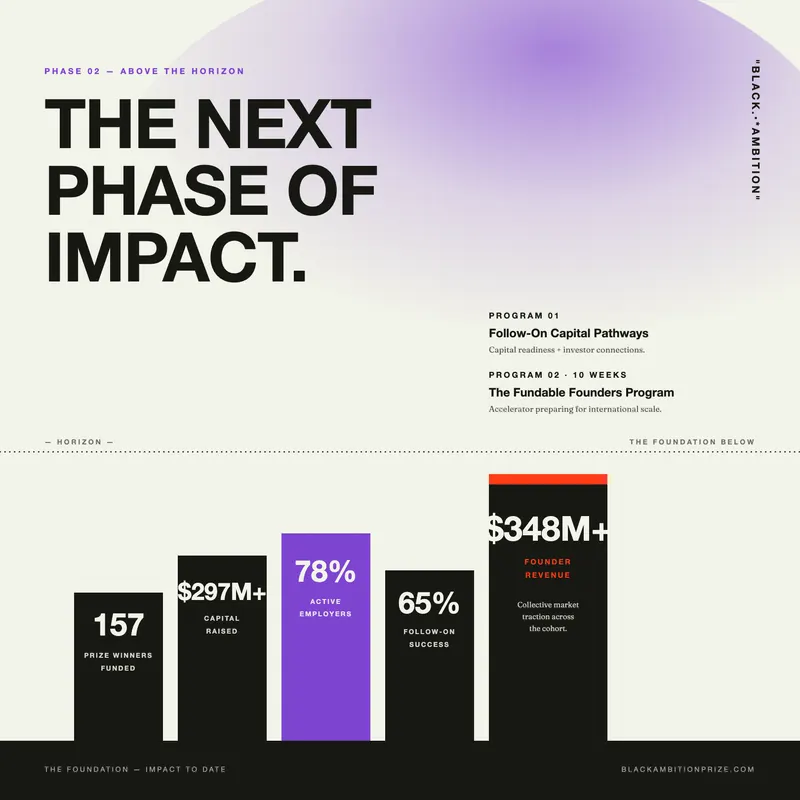 PHASE 02 — ABOVE THE HORIZON
THE NEXT
PHASE OF
IMPACT.
"BLACK.·*AMBITION"
PROGRAM 01
Follow-On Capital Pathways
Capital readiness + investor connections.
PROGRAM 02 · 10 WEEKS
The Fundable Founders Program
Accelerator preparing for international scale.
— HORIZON —
THE FOUNDATION BELOW
157
PRIZE WINNERS
FUNDED
$297M+
CAPITAL
RAISED
78%
ACTIVE
EMPLOYERS
65%
FOLLOW-ON
SUCCESS
$348M+
FOUNDER
REVENUE
Collective market
traction across
the cohort.
THE FOUNDATION — IMPACT TO DATE
BLACKAMBITIONPRIZE.COM